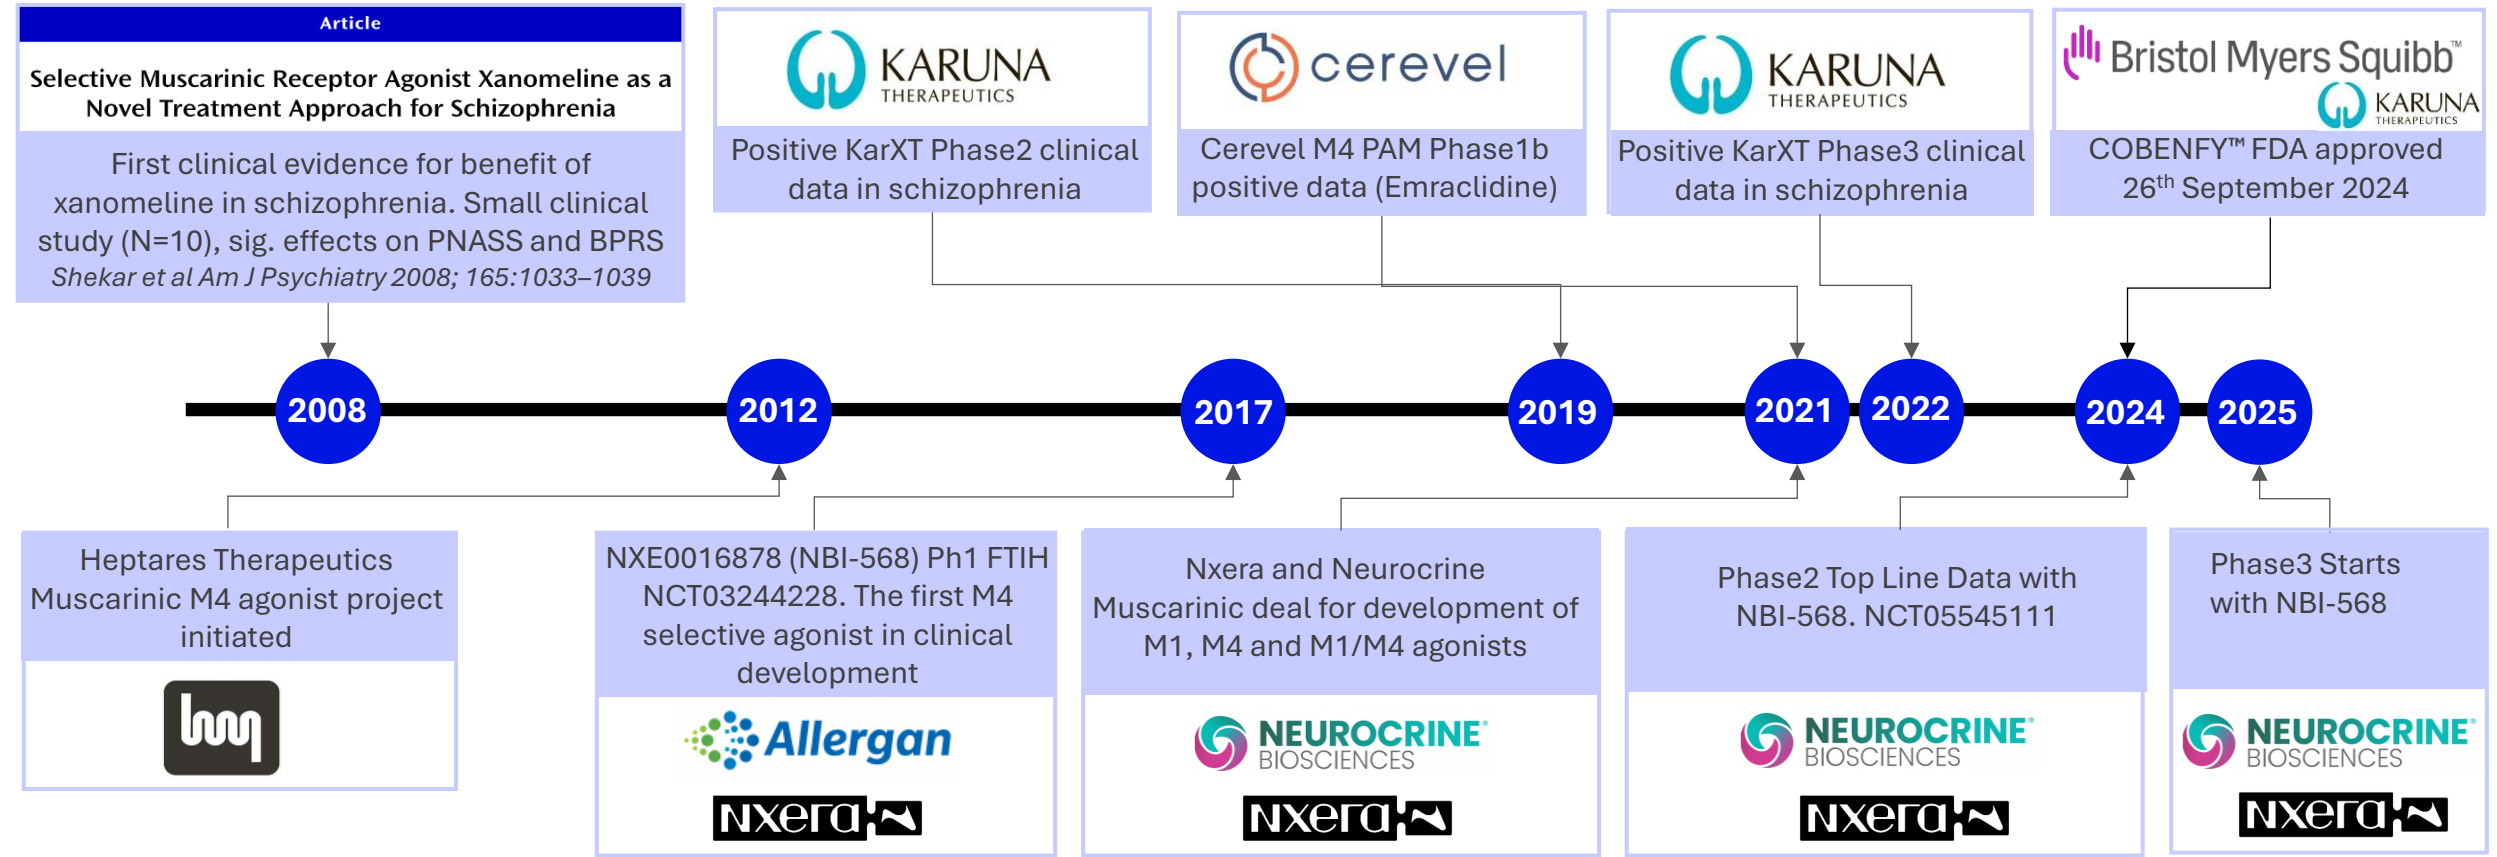 Article
Selective Muscarinic Receptor Agonist Xanomeline as a
Novel Treatment Approach for Schizophrenia
First clinical evidence for benefit of
xanomeline in schizophrenia. Small clinical
study (N=10), sig. effects on PNASS and BPRS
Shekar et al Am J Psychiatry 2008; 165:1033–1039
KARUNA
THERAPEUTICS
Positive KarXT Phase2 clinical
data in schizophrenia
cerevel
Cerevel M4 PAM Phase1b
positive data (Emraclidine)
KARUNA
THERAPEUTICS
Positive KarXT Phase3 clinical
data in schizophrenia
Bristol Myers Squibb™
KARUNA
THERAPEUTICS
COBENFY™ FDA approved
26th September 2024
2008
2012
2017
2019
2021
2022
2024
2025
Heptares Therapeutics
Muscarinic M4 agonist project
initiated
NXE0016878 (NBI-568) Ph1 FTIH
NCT03244228. The first M4
selective agonist in clinical
development
Allergan
Nxera
Nxera and Neurocrine
Muscarinic deal for development of
M1, M4 and M1/M4 agonists
NEUROCRINE®
BIOSCIENCES
Nxera
Phase2 Top Line Data with
NBI-568. NCT05545111
NEUROCRINE®
BIOSCIENCES
Nxera
Phase3 Starts
with NBI-568
NEUROCRINE®
BIOSCIENCES
Nxera